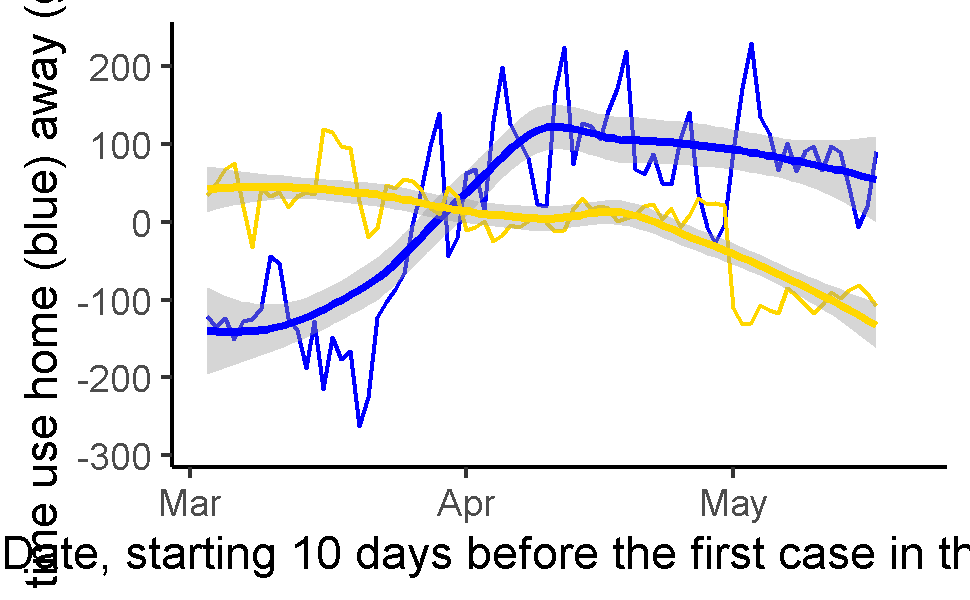 time use home (blue) away (
200
100
0
-100
-200
-300
Mar Apr May
Date, starting 10 days before the first case in th